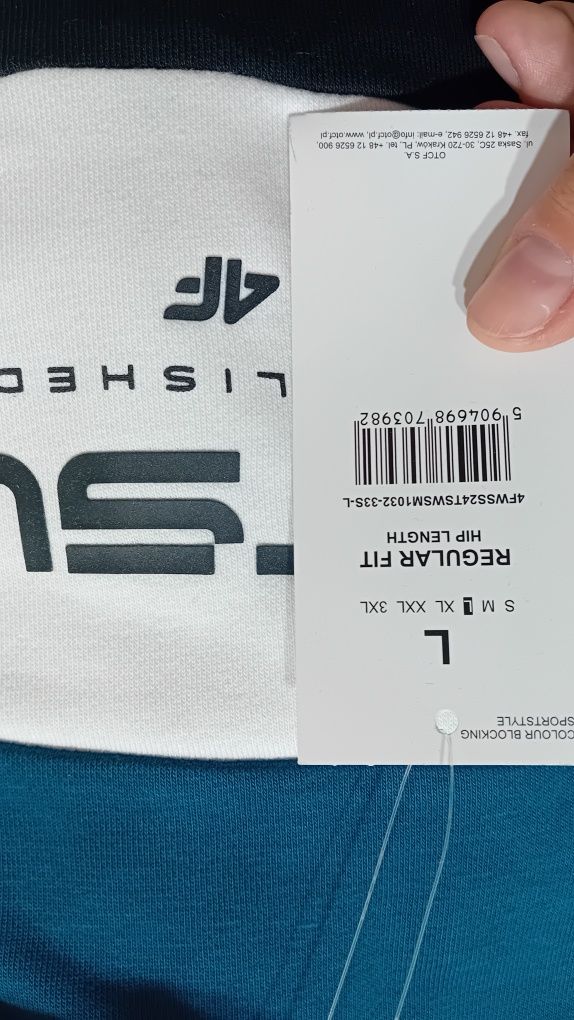 COLOUR BLOCKING
SPORTSTYLE
L
S M L XL XXL 3XL
REGULAR FIT
HIP LENGTH
4FWSS24TSWSM1032-33S-L
5 904698 703982
OTCF S.A.
ul. Saska 25C, 30-720 Kraków, PL, tel. +48 12 6526 900,
fax. +48 12 6526 942, e-mail: info@otcf.pl, www.otcf.pl
SU
LISHED
4F